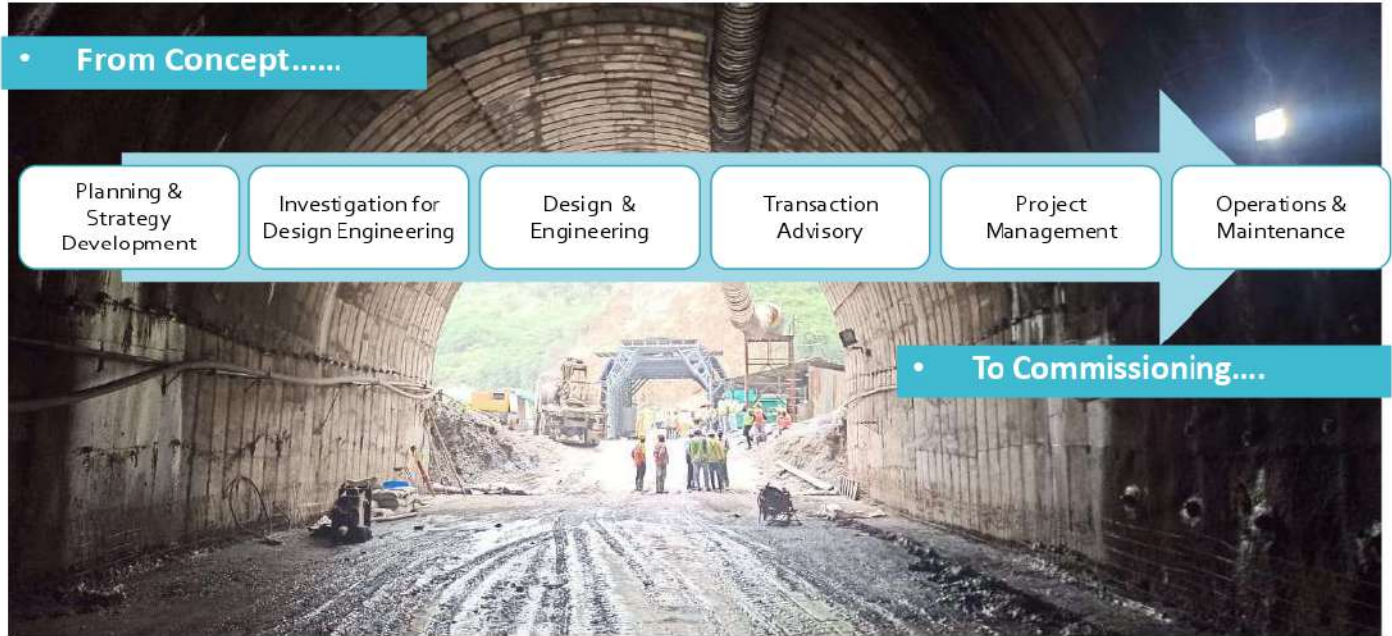 • From Concept......
Planning &
Strategy
Development
Investigation for
Design Engineering
Design &
Engineering
Transaction
Advisory
Project
Management
Operations &
Maintenance
• To Commissioning....